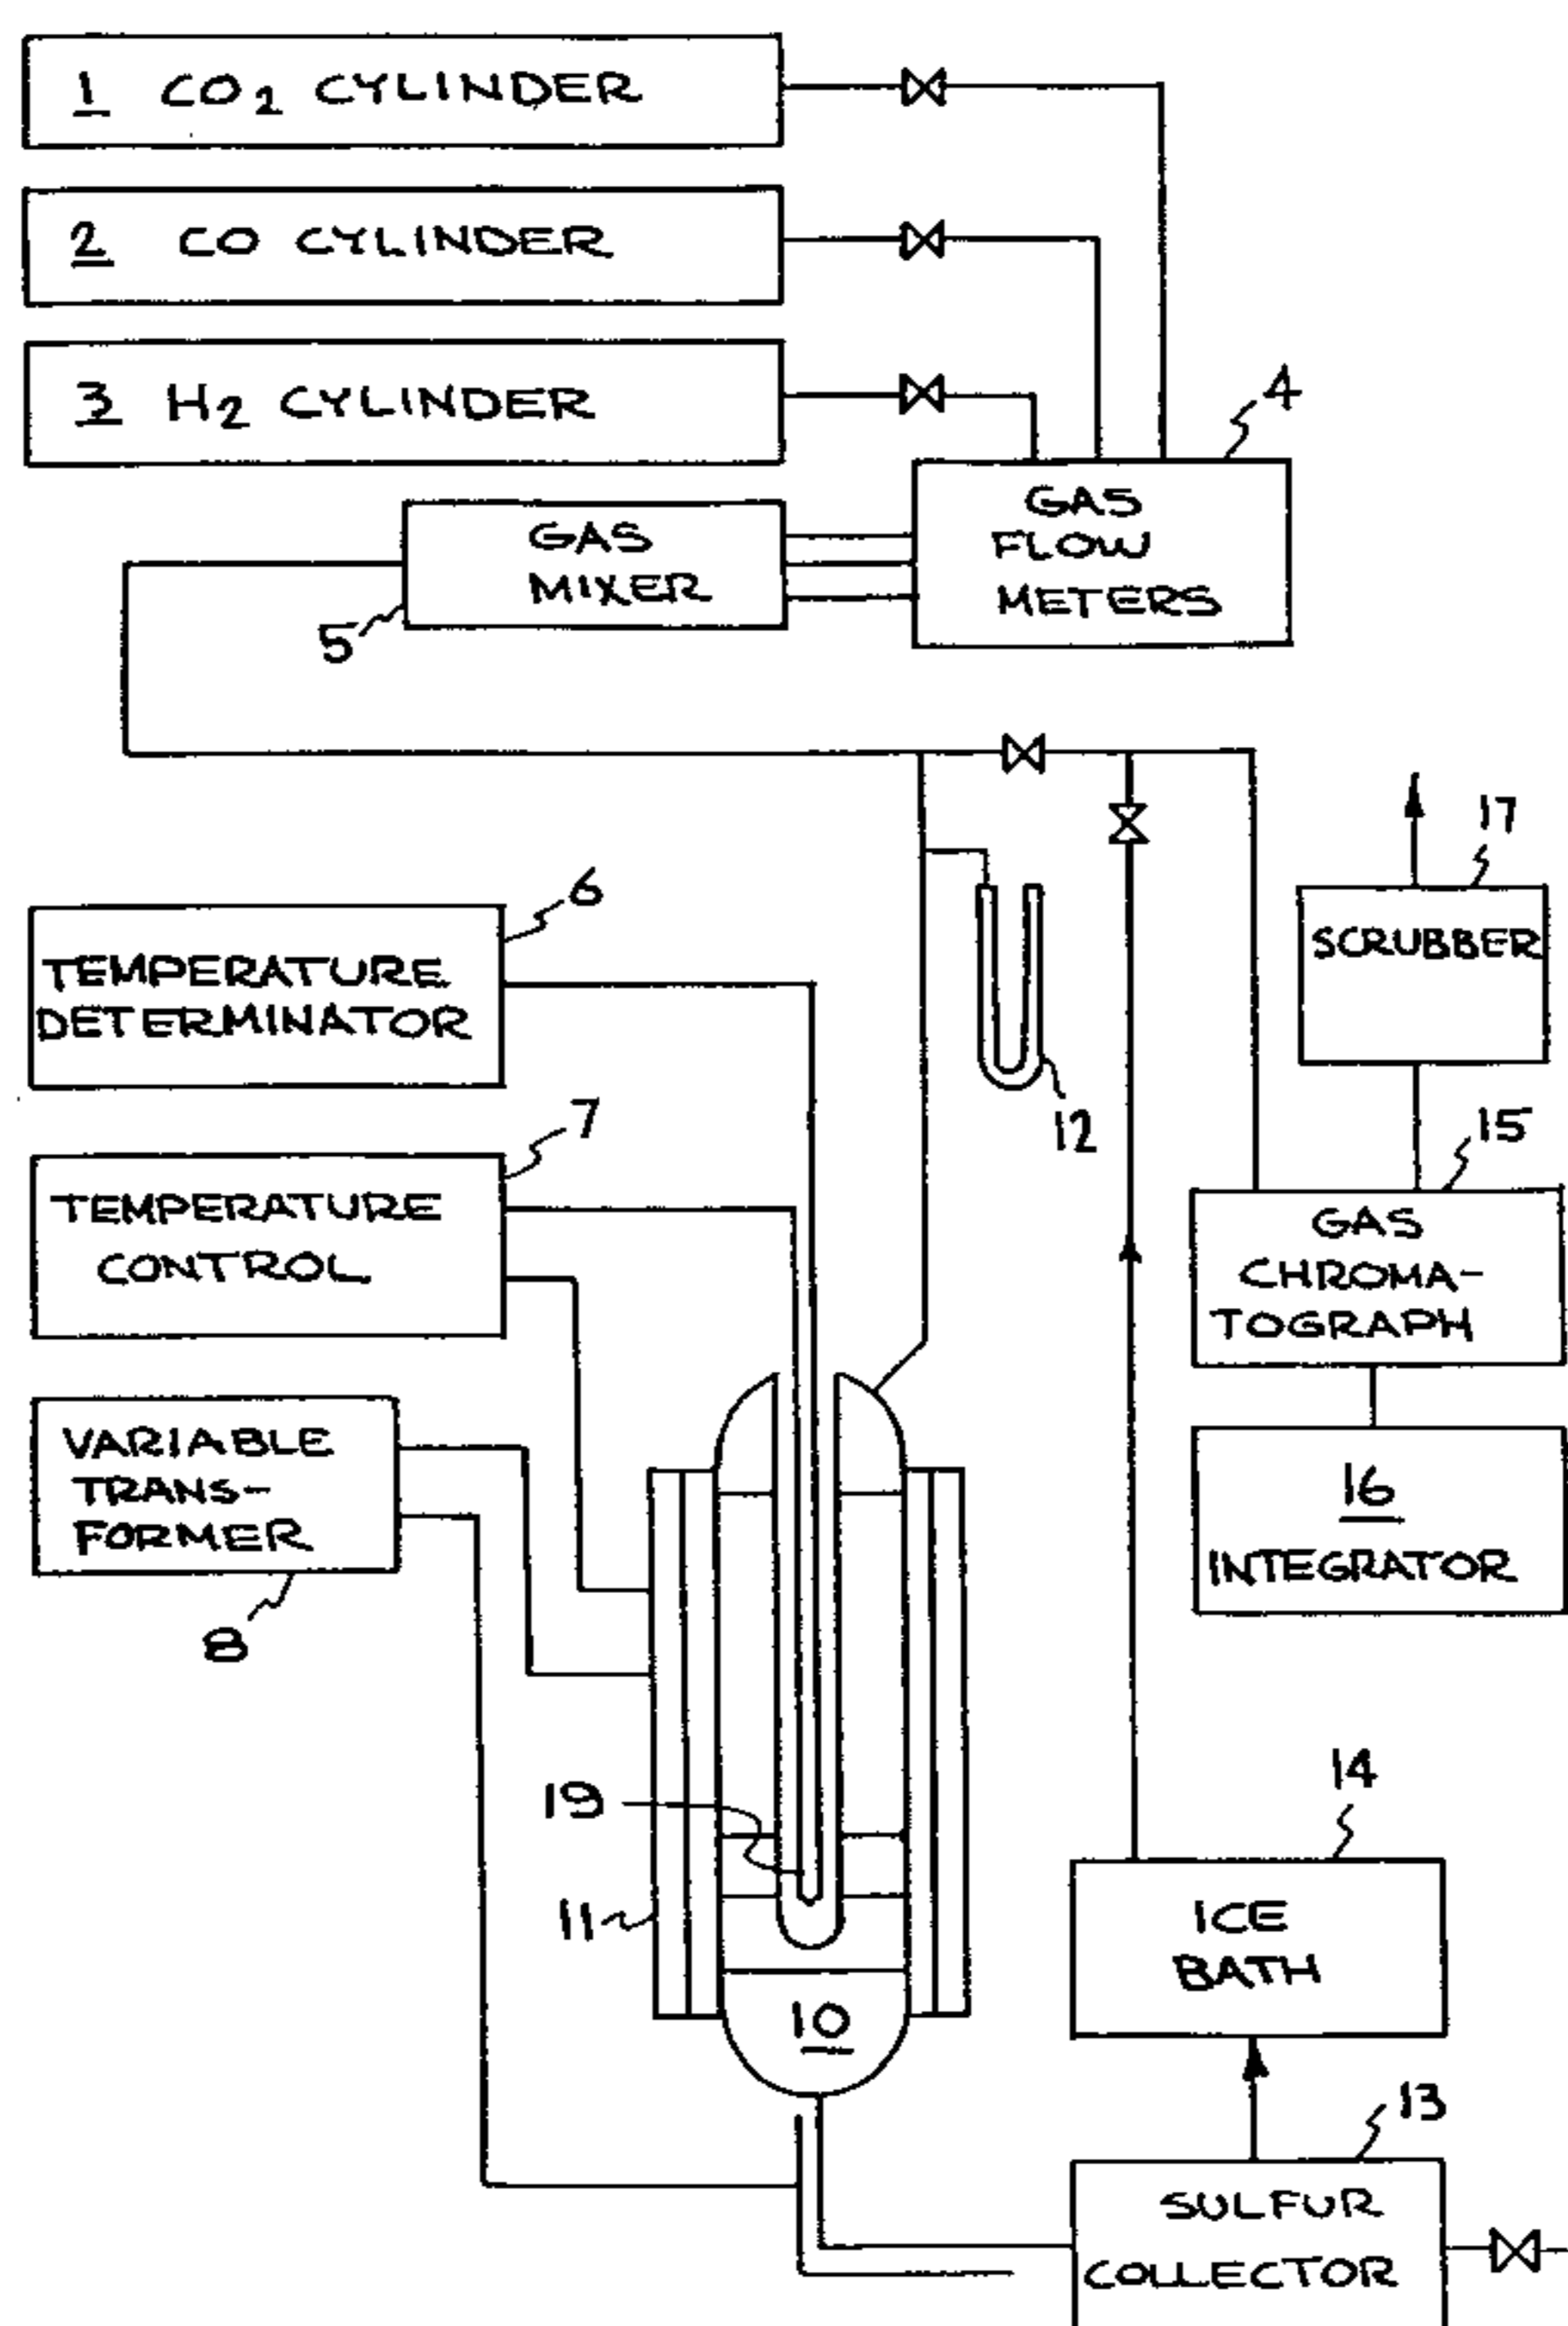 1 CO2 CYLINDER
2 CO CYLINDER
3 H2 CYLINDER
4
GAS
FLOW
METERS
GAS
MIXER
5
17
SCRUBBER
6
TEMPERATURE
DETERMINATOR
12
7
TEMPERATURE
CONTROL
15
GAS
CHROMA-
TOGRAPH
VARIABLE
TRANS-
FORMER
8
16
INTEGRATOR
19
11
10
14
ICE
BATH
13
SULFUR
COLLECTOR